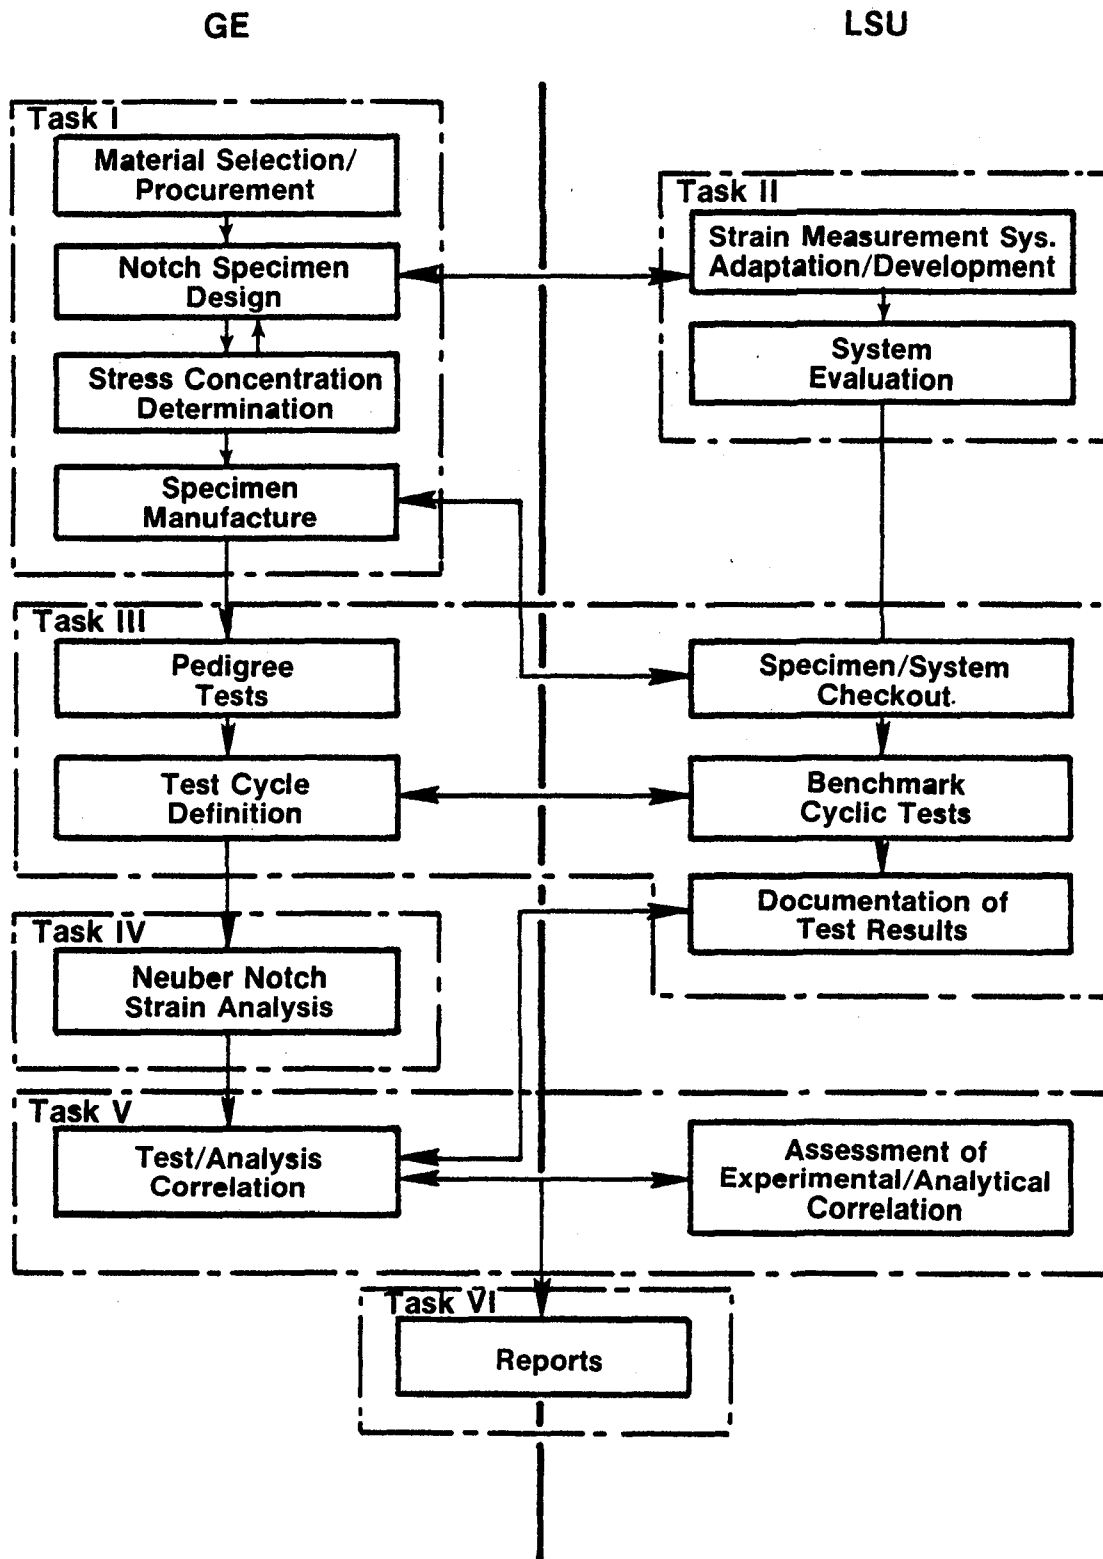 GE
LSU
Task I
Material Selection/
Procurement
Notch Specimen
Design
Stress Concentration
Determination
Specimen
Manufacture
Task II
Strain Measurement Sys.
Adaptation/Development
System
Evaluation
Task III
Pedigree
Tests
Test Cycle
Definition
Specimen/System
Checkout
Benchmark
Cyclic Tests
Documentation of
Test Results
Task IV
Neuber Notch
Strain Analysis
Task V
Test/Analysis
Correlation
Assessment of
Experimental/Analytical
Correlation
Task VI
Reports